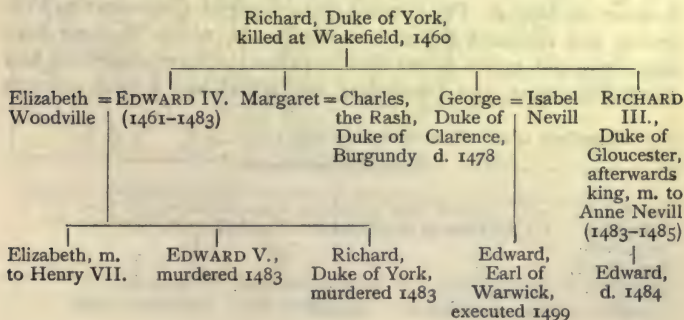 Richard, Duke of York,
killed at Wakefield, 1460
Elizabeth = EDWARD IV. Margaret = Charles, George = Isabel RICHARD
Woodville (1461–1483) the Rash, Duke of Nevill III.,
Duke of Clarence, Duke of
Burgundy d. 1478 Gloucester,
afterwards
king, m. to
Anne Nevill
(1483–1485)
Elizabeth, m. EDWARD V., Richard, Edward, Edward,
to Henry VII. murdered 1483 Duke of York, Earl of d. 1484
murdered 1483 Warwick,
executed 1499